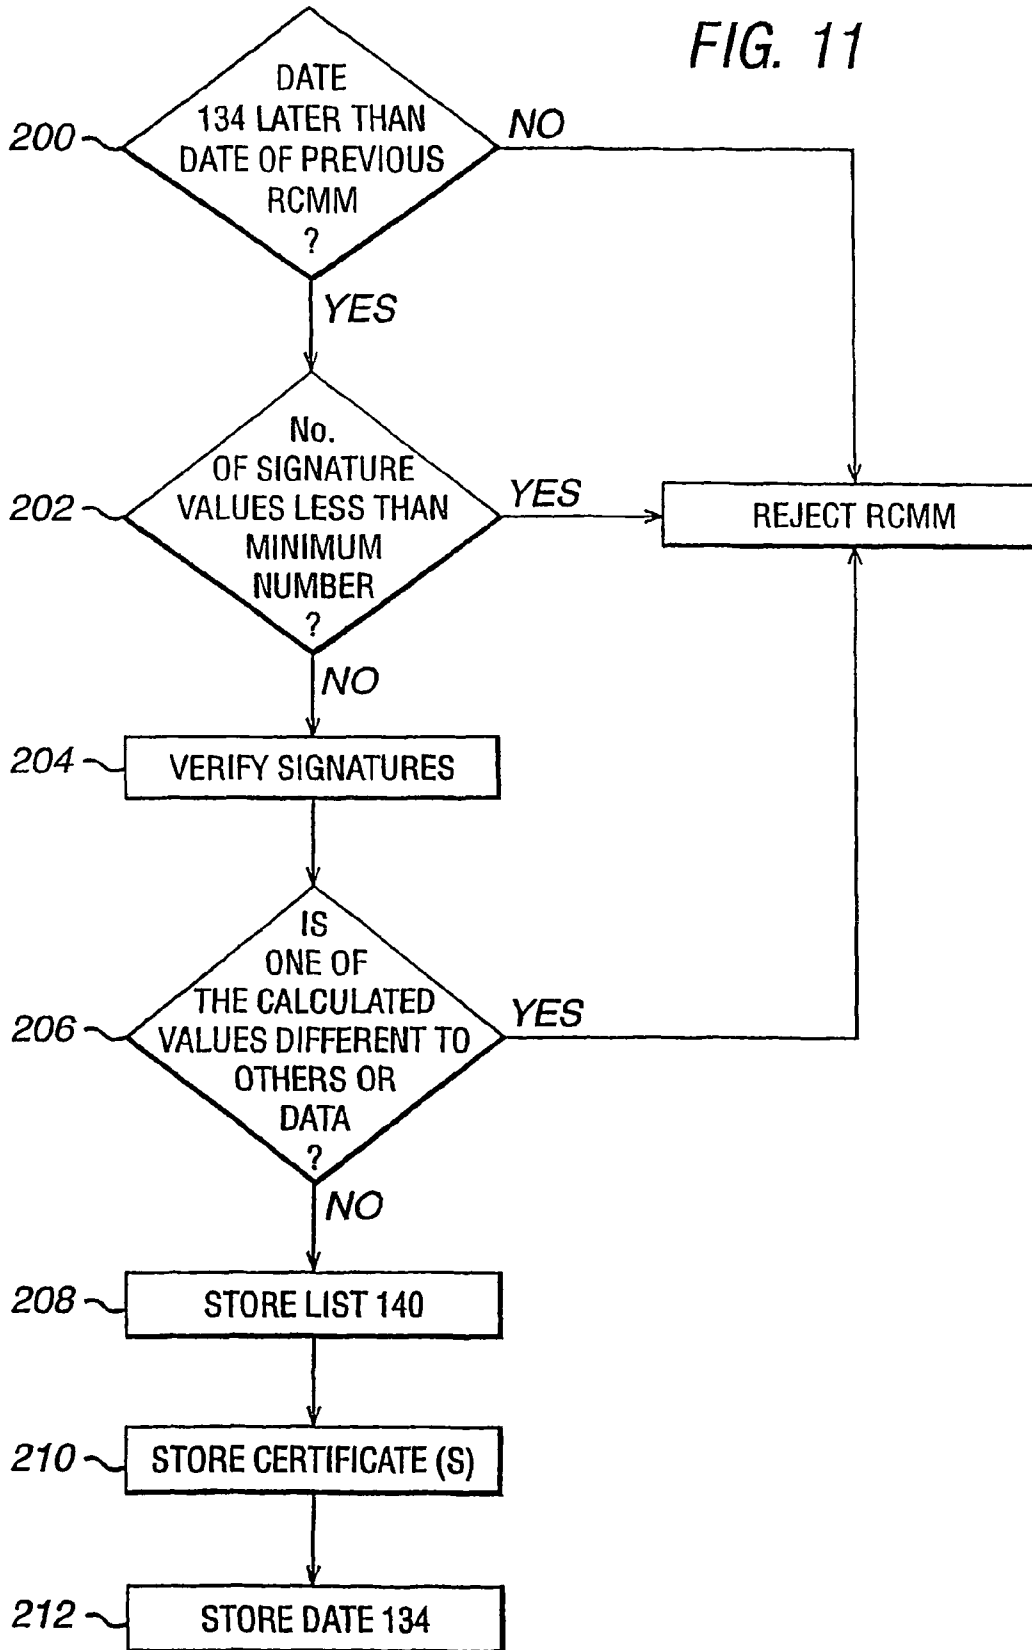 FIG. 11
DATE
134 LATER THAN
DATE OF PREVIOUS
RCMM
?
200
NO
YES
No.
OF SIGNATURE
VALUES LESS THAN
MINIMUM
NUMBER
?
202
YES
REJECT RCMM
NO
204
VERIFY SIGNATURES
IS
ONE OF
THE CALCULATED
VALUES DIFFERENT TO
OTHERS OR
DATA
?
206
YES
NO
208
STORE LIST 140
210
STORE CERTIFICATE (S)
212
STORE DATE 134